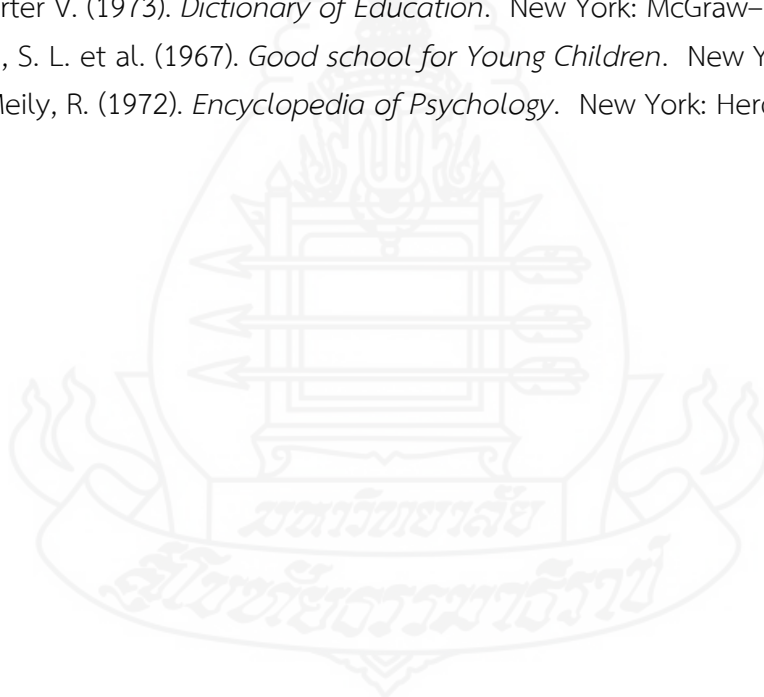 rter V. (1973). Dictionary of Education. New York: McGraw–
, S. L. et al. (1967). Good school for Young Children. New Y
Meily, R. (1972). Encyclopedia of Psychology. New York: Herd
มหาวิทยาลัย
สุโขทัยธรรมาธิราช